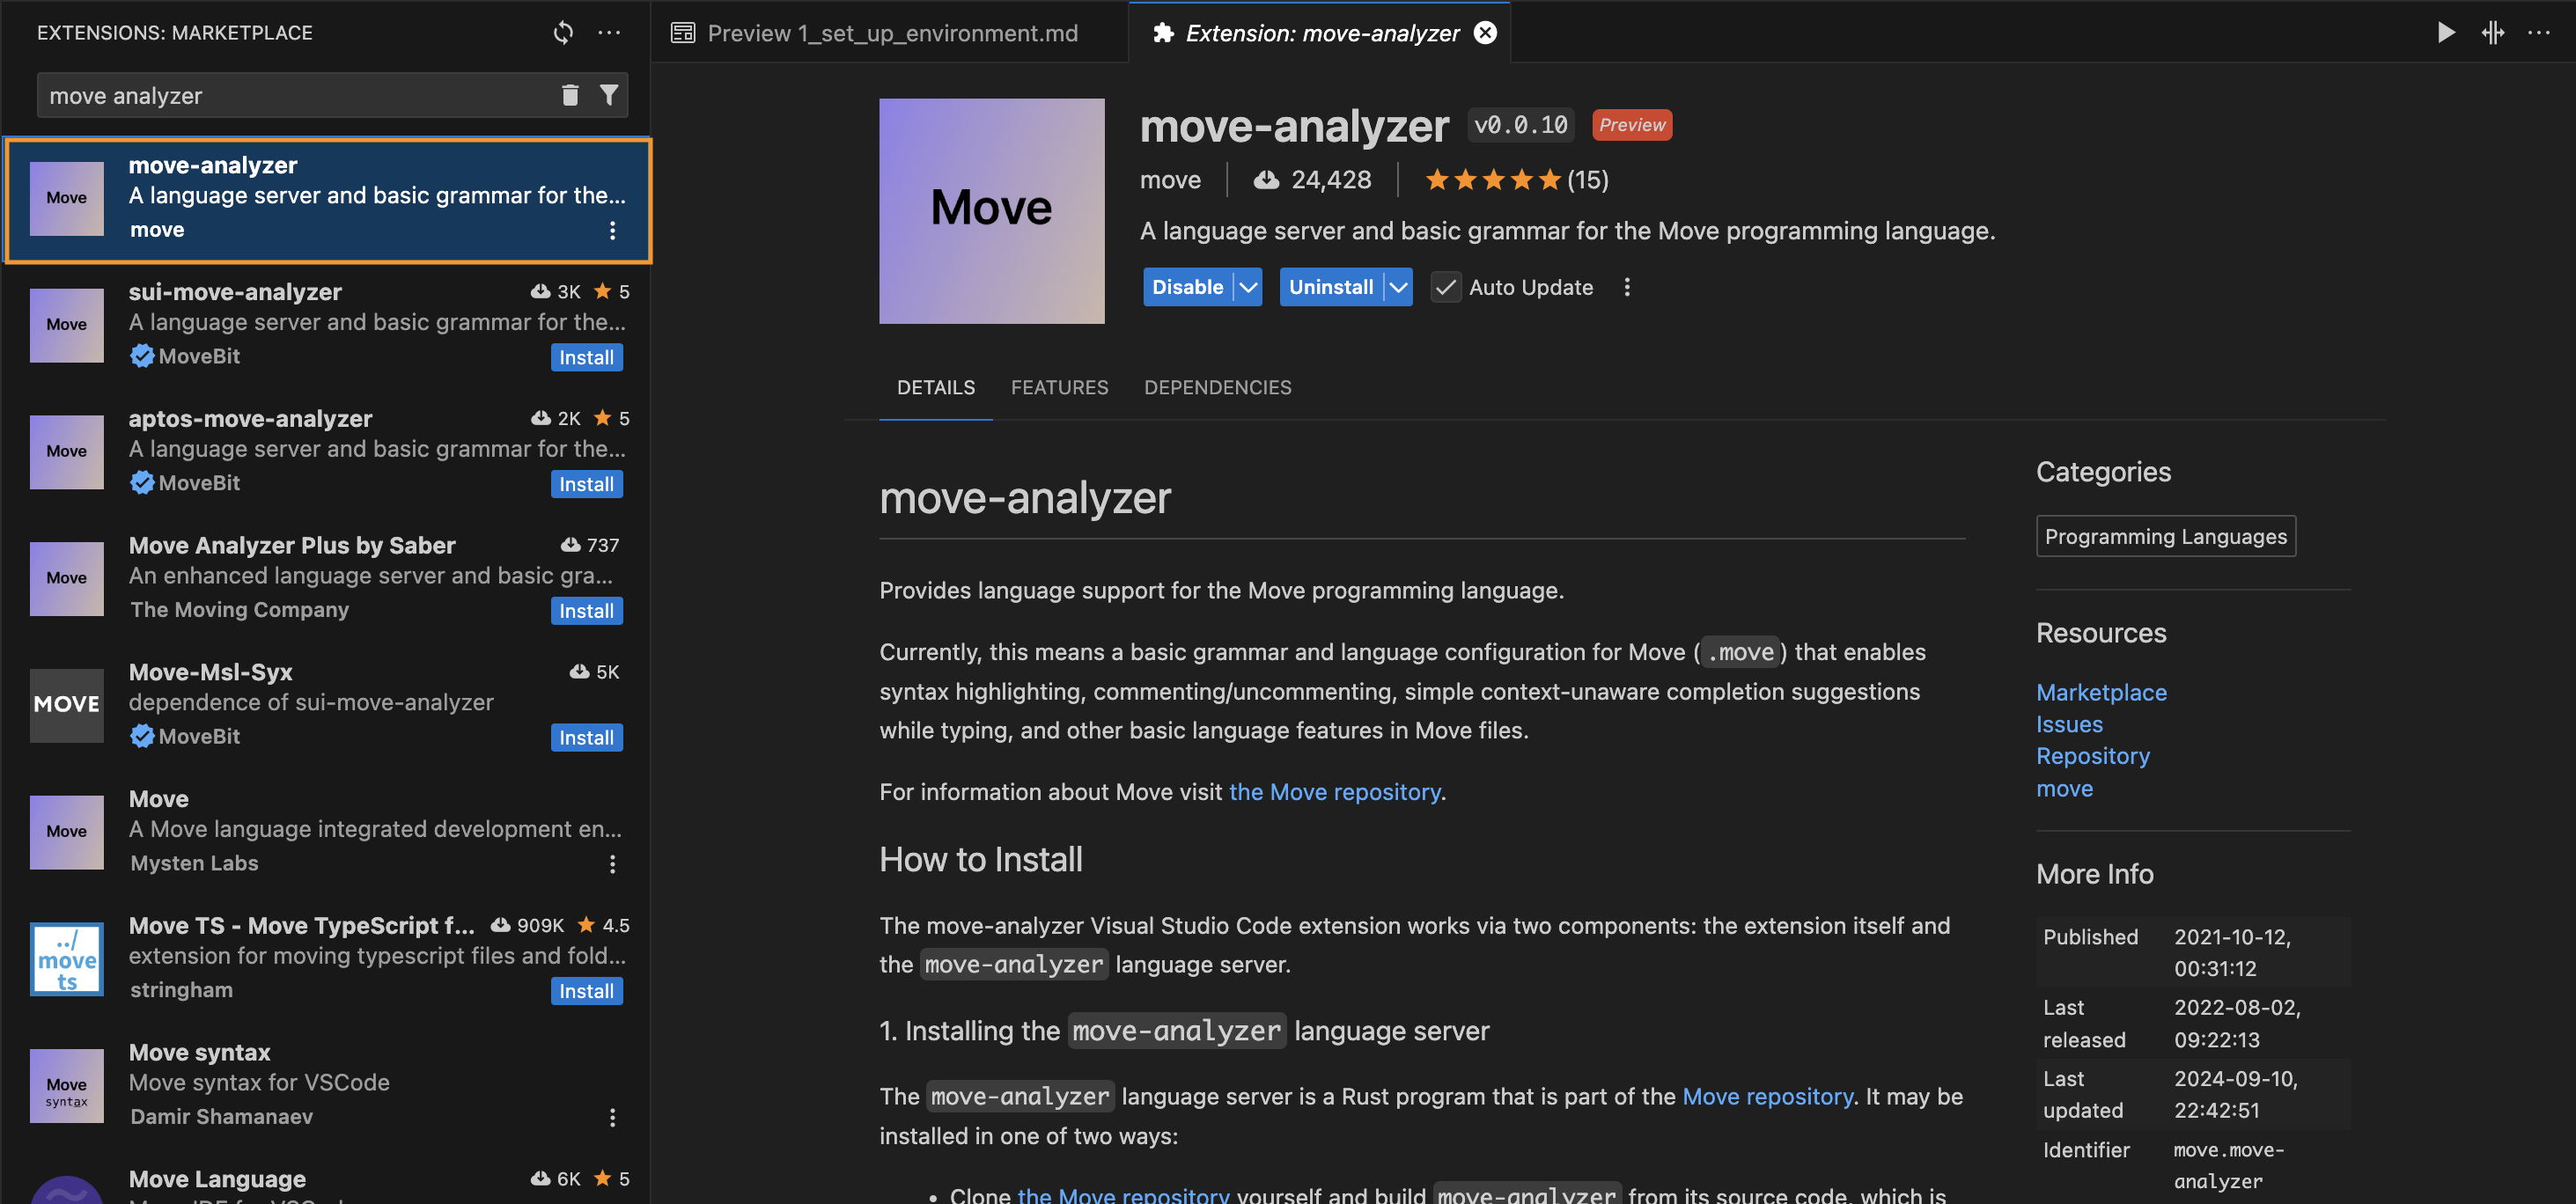 EXTENSIONS: MARKETPLACE
move analyzer
Move
move-analyzer
A language server and basic grammar for the...
move
Move
sui-move-analyzer
3K
5
A language server and basic grammar for the...
MoveBit
Install
Move
aptos-move-analyzer
2K
5
A language server and basic grammar for the...
MoveBit
Install
Move
Move Analyzer Plus by Saber
737
An enhanced language server and basic gra...
The Moving Company
Install
MOVE
Move-Msl-Syx
5K
dependence of sui-move-analyzer
MoveBit
Install
Move
Move
A Move language integrated development en...
Mysten Labs
../
move
ts
Move TS - Move TypeScript f...
909K
4.5
extension for moving typescript files and fold...
stringham
Install
Move
syntax
Move syntax
Move syntax for VSCode
Damir Shamanaev
Move Language
6K
5
Preview 1_set_up_environment.md
Extension: move-analyzer
Move
move-analyzer
v0.0.10
Preview
move
24,428
(15)
A language server and basic grammar for the Move programming language.
Disable
Uninstall
Auto Update
DETAILS
FEATURES
DEPENDENCIES
move-analyzer
Provides language support for the Move programming language.
Currently, this means a basic grammar and language configuration for Move (.move) that enables
syntax highlighting, commenting/uncommenting, simple context-unaware completion suggestions
while typing, and other basic language features in Move files.
For information about Move visit the Move repository.
How to Install
The move-analyzer Visual Studio Code extension works via two components: the extension itself and
the move-analyzer language server.
1. Installing the move-analyzer language server
The move-analyzer language server is a Rust program that is part of the Move repository. It may be
installed in one of two ways:
• Clone the Move repository yourself and build move-analyzer from its source code, which is
Categories
Programming Languages
Resources
Marketplace
Issues
Repository
move
More Info
Published
2021-10-12,
00:31:12
Last
released
2022-08-02,
09:22:13
Last
updated
2024-09-10,
22:42:51
Identifier
move.move-
analyzer